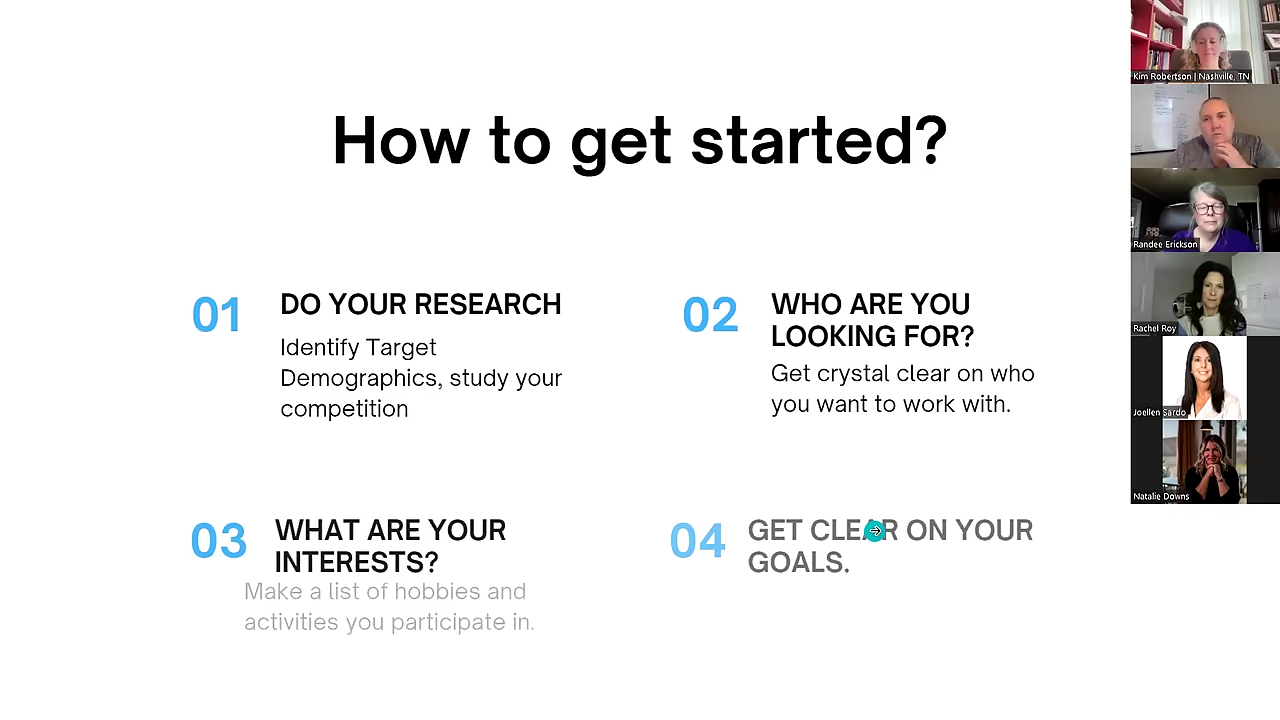 How to get started?
01
DO YOUR RESEARCH
Identify Target
Demographics, study your
competition
02
WHO ARE YOU
LOOKING FOR?
Get crystal clear on who
you want to work with.
03
WHAT ARE YOUR
INTERESTS?
Make a list of hobbies and
activities you participate in.
04
GET CLEAR ON YOUR
GOALS.
Kim Robertson | Nashville, TN
Randee Erickson
Rachel Roy
Joellen Sardo
Natalie Downs